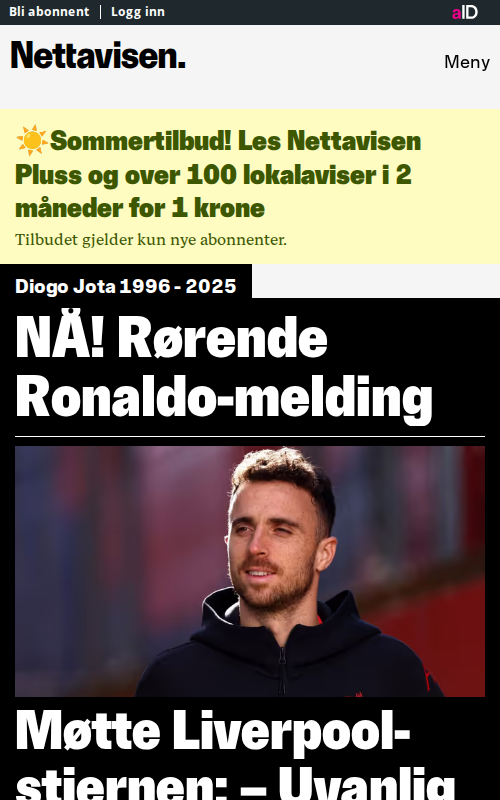 Bli abonnent
Logg inn
aID
Nettavisen.
Meny
☀️Sommertilbud! Les Nettavisen
Pluss og over 100 lokalaviser i 2
måneder for 1 krone
Tilbudet gjelder kun nye abonnenter.
Diogo Jota 1996 - 2025
NÅ! Rørende
Ronaldo-melding
Møtte Liverpool-
stjernen: – Uvanlig